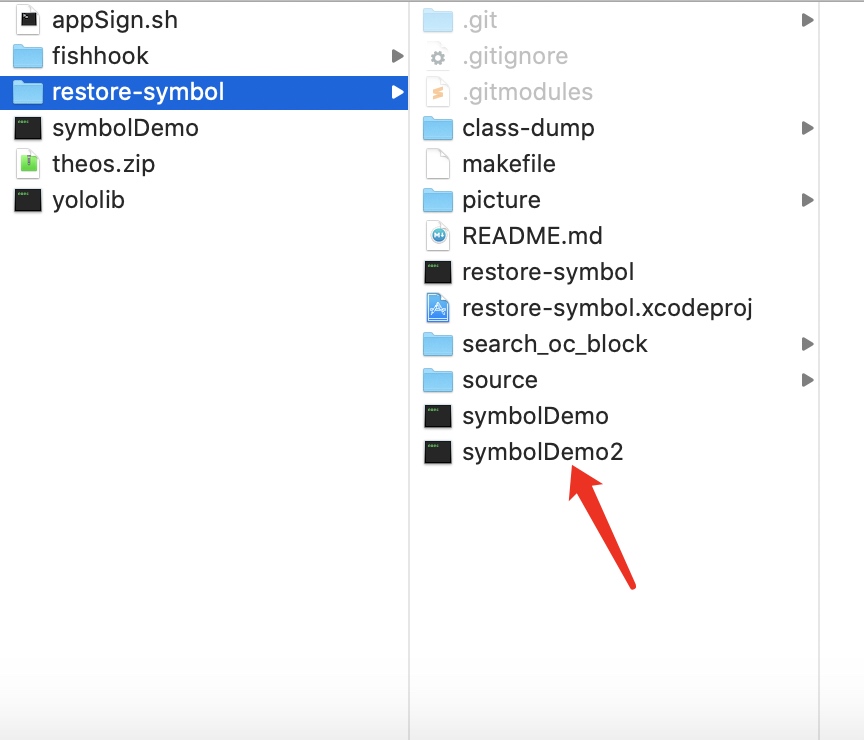 appSign.sh
fishhook
restore-symbol
symbolDemo
theos.zip
yololib
.git
.gitignore
.gitmodules
class-dump
makefile
picture
README.md
restore-symbol
restore-symbol.xcodeproj
search_oc_block
source
symbolDemo
symbolDemo2